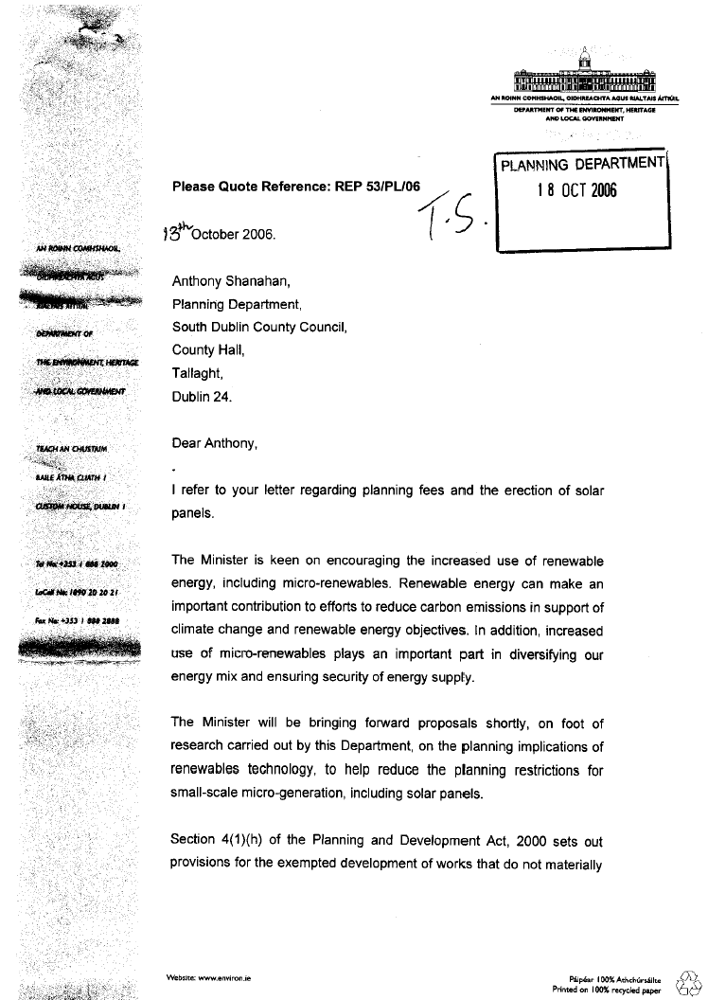 AN ROINN COMHSHAOIL, OIDHREACHTA AGUS RIALTAIS ÁITIÚIL
DEPARTMENT OF THE ENVIRONMENT, HERITAGE
AND LOCAL GOVERNMENT
PLANNING DEPARTMENT
18 OCT 2006
Please Quote Reference: REP 53/PL/06
T.S.
13th October 2006.
Anthony Shanahan,
Planning Department,
South Dublin County Council,
County Hall,
Tallaght,
Dublin 24.
Dear Anthony,
I refer to your letter regarding planning fees and the erection of solar
panels.
The Minister is keen on encouraging the increased use of renewable
energy, including micro-renewables. Renewable energy can make an
important contribution to efforts to reduce carbon emissions in support of
climate change and renewable energy objectives. In addition, increased
use of micro-renewables plays an important part in diversifying our
energy mix and ensuring security of energy supply.
The Minister will be bringing forward proposals shortly, on foot of
research carried out by this Department, on the planning implications of
renewables technology, to help reduce the planning restrictions for
small-scale micro-generation, including solar panels.
Section 4(1)(h) of the Planning and Development Act, 2000 sets out
provisions for the exempted development of works that do not materially
AN ROINN COMHSHAOIL,
OIDHREACHTA AGUS
RIALTAIS ÁITIÚIL
DEPARTMENT OF
THE ENVIRONMENT, HERITAGE
AND LOCAL GOVERNMENT
TEACH AN CHUSTAIM
BAILE ÁTHA CLIATH 1
CUSTOM HOUSE, DUBLIN 1
Tel No: +353 1 888 2000
LoCall No: 1890 20 20 21
Fax No: +353 1 888 2888
Website: www.environ.ie
Páipéar 100% Athchúrsáilte
Printed on 100% recycled paper